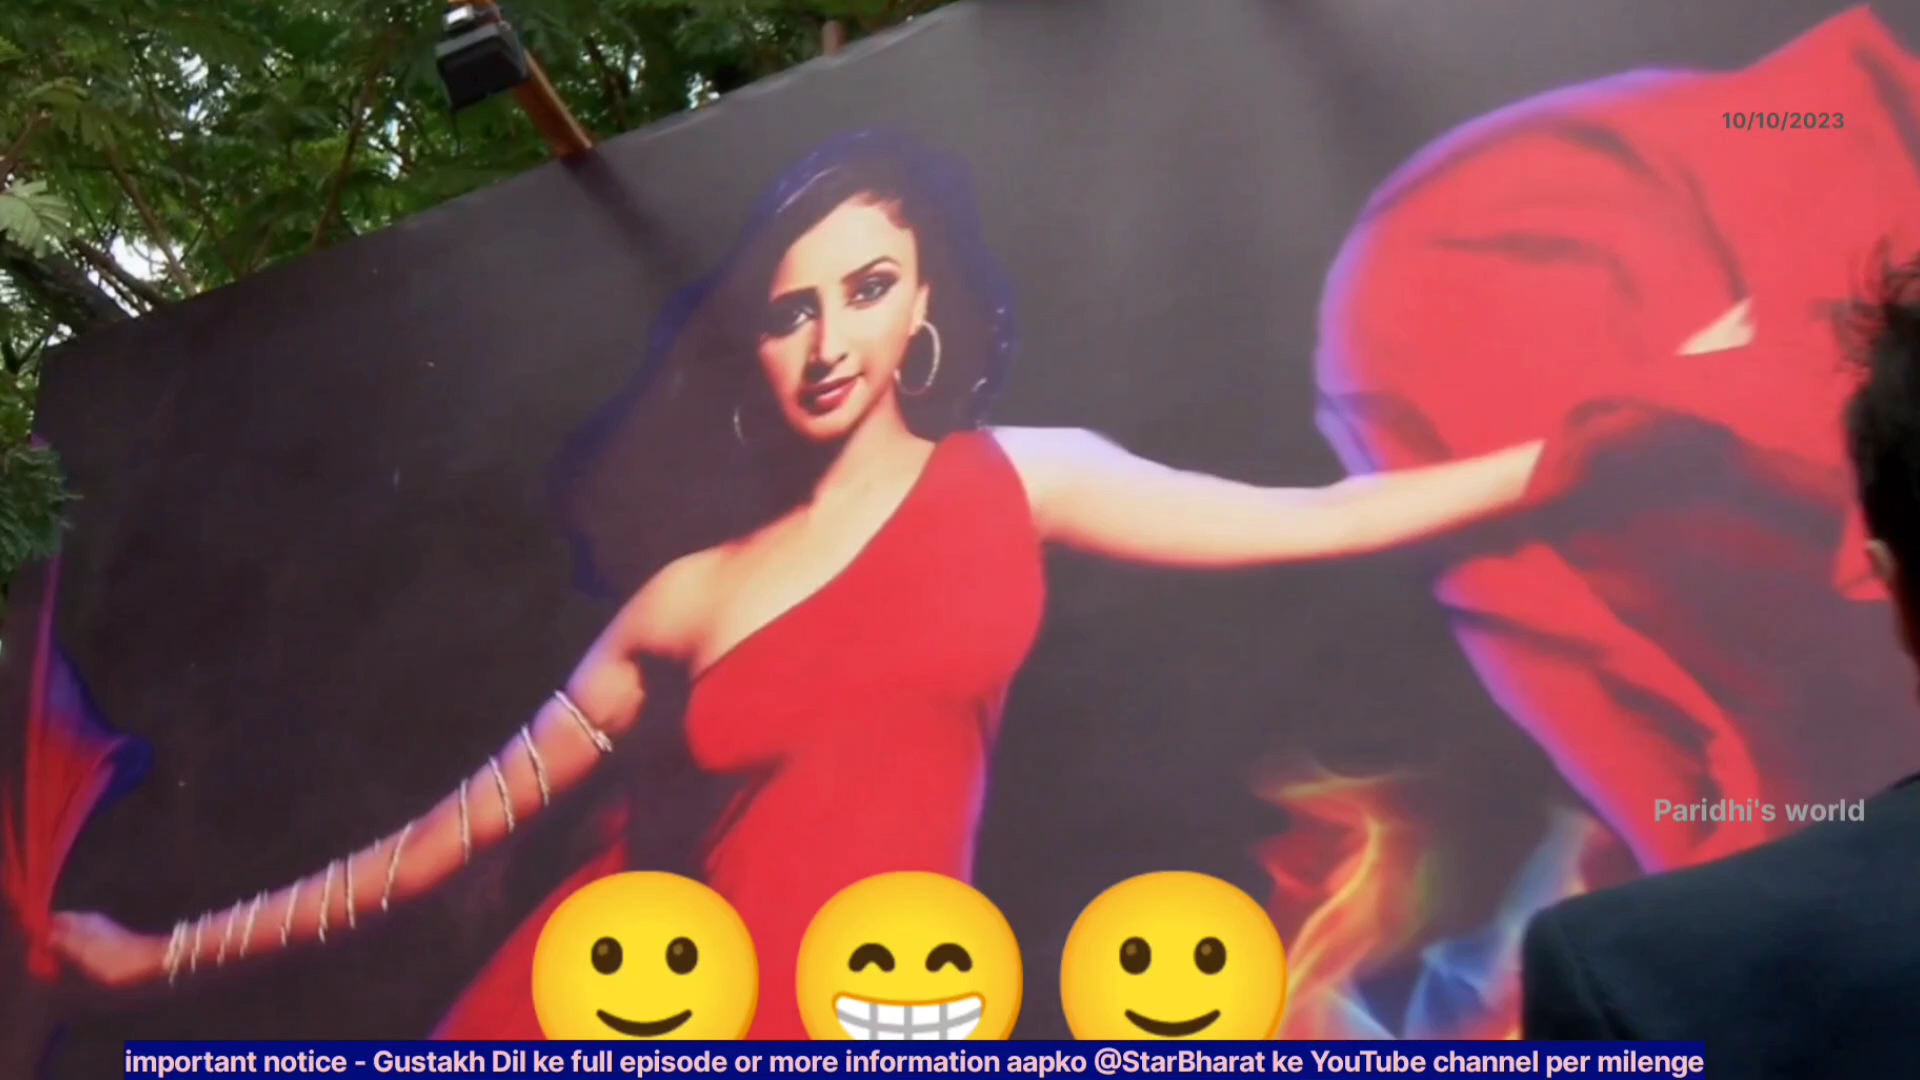 10/10/2023
Paridhi's world
important notice - Gustakh Dil ke full episode or more information aapko @StarBharat ke YouTube channel per milenge